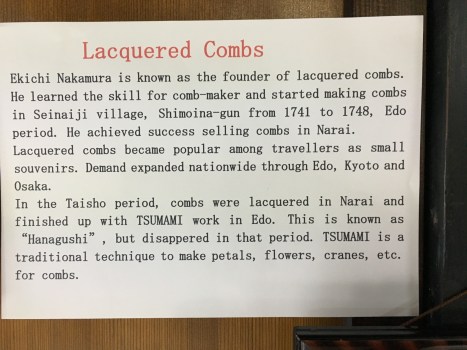 Lacquered Combs
Ekichi Nakamura is known as the founder of lacquered combs.
He learned the skill for comb-maker and started making combs
in Seinaiji village, Shimoina-gun from 1741 to 1748, Edo
period. He achieved success selling combs in Narai.
Lacquered combs became popular among travellers as small
souvenirs. Demand expanded nationwide through Edo, Kyoto and
Osaka.
In the Taisho period, combs were lacquered in Narai and
finished up with TSUMAMI work in Edo. This is known as
“Hanagushi”, but disappered in that period. TSUMAMI is a
traditional technique to make petals, flowers, cranes, etc.
for combs.